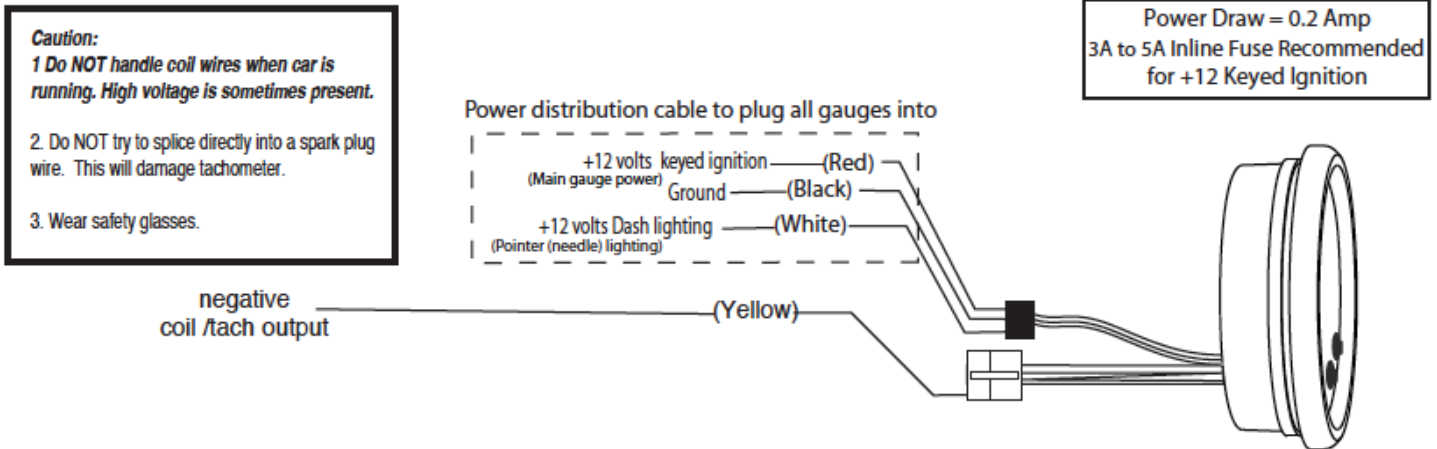 Caution:
1 Do NOT handle coil wires when car is
running. High voltage is sometimes present.
2. Do NOT try to splice directly into a spark plug
wire. This will damage tachometer.
3. Wear safety glasses.
Power Draw = 0.2 Amp
3A to 5A Inline Fuse Recommended
for +12 Keyed Ignition
Power distribution cable to plug all gauges into
+12 volts keyed ignition (Red)
(Main gauge power)
Ground (Black)
+12 volts Dash lighting (White)
(Pointer (needle) lighting)
negative
coil /tach output
(Yellow)